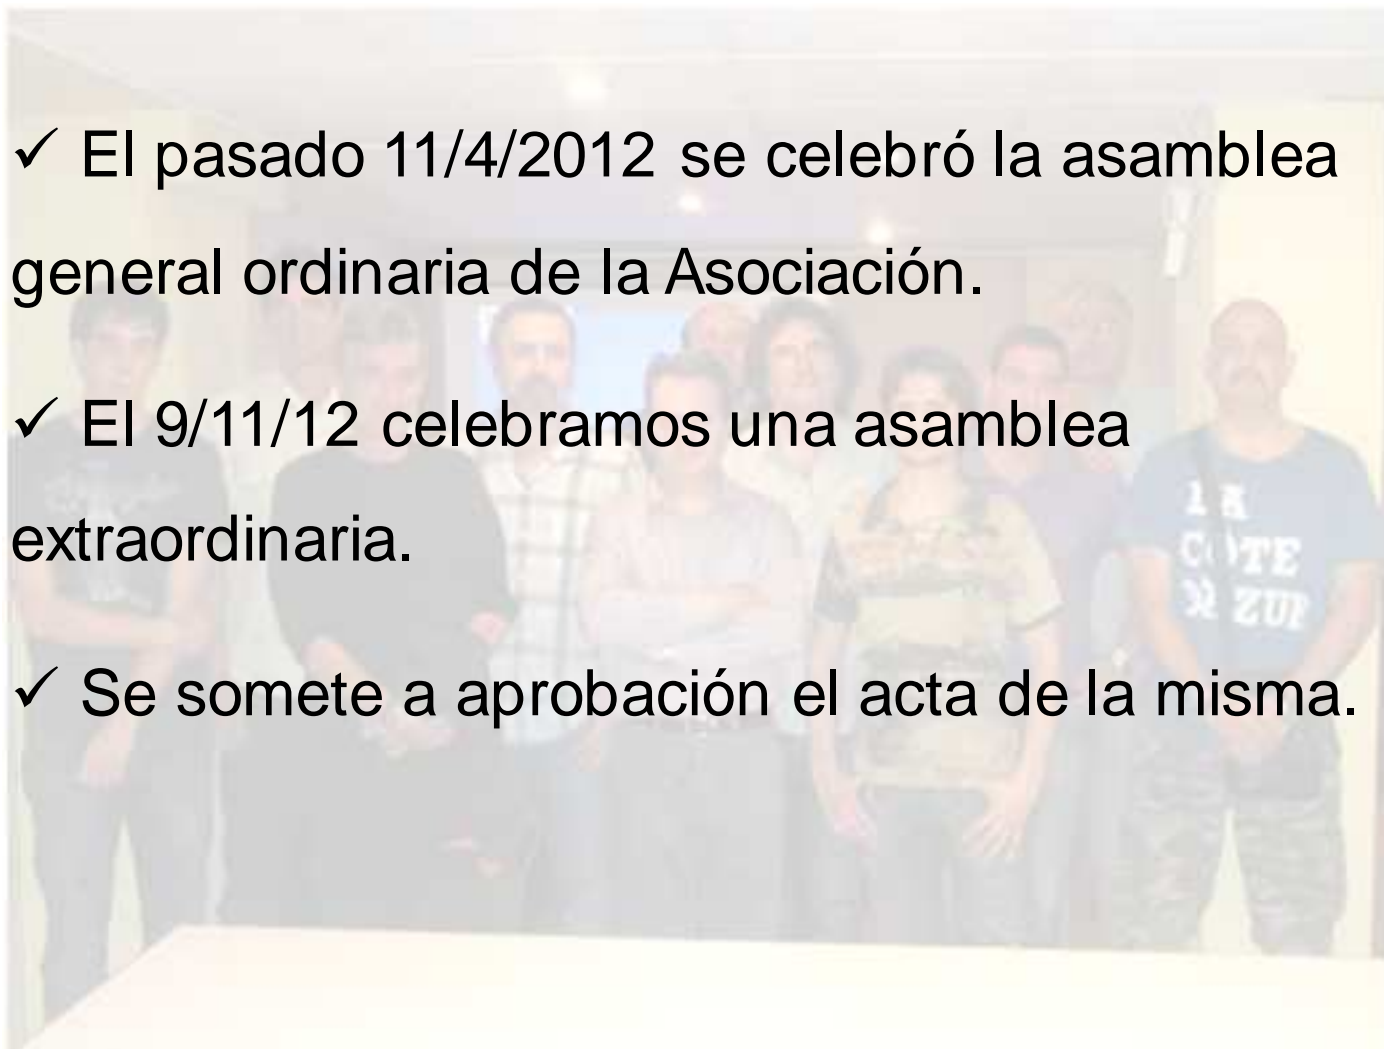 ✓ El pasado 11/4/2012 se celebró la asamblea
general ordinaria de la Asociación.
✓ El 9/11/12 celebramos una asamblea
extraordinaria.
✓ Se somete a aprobación el acta de la misma.